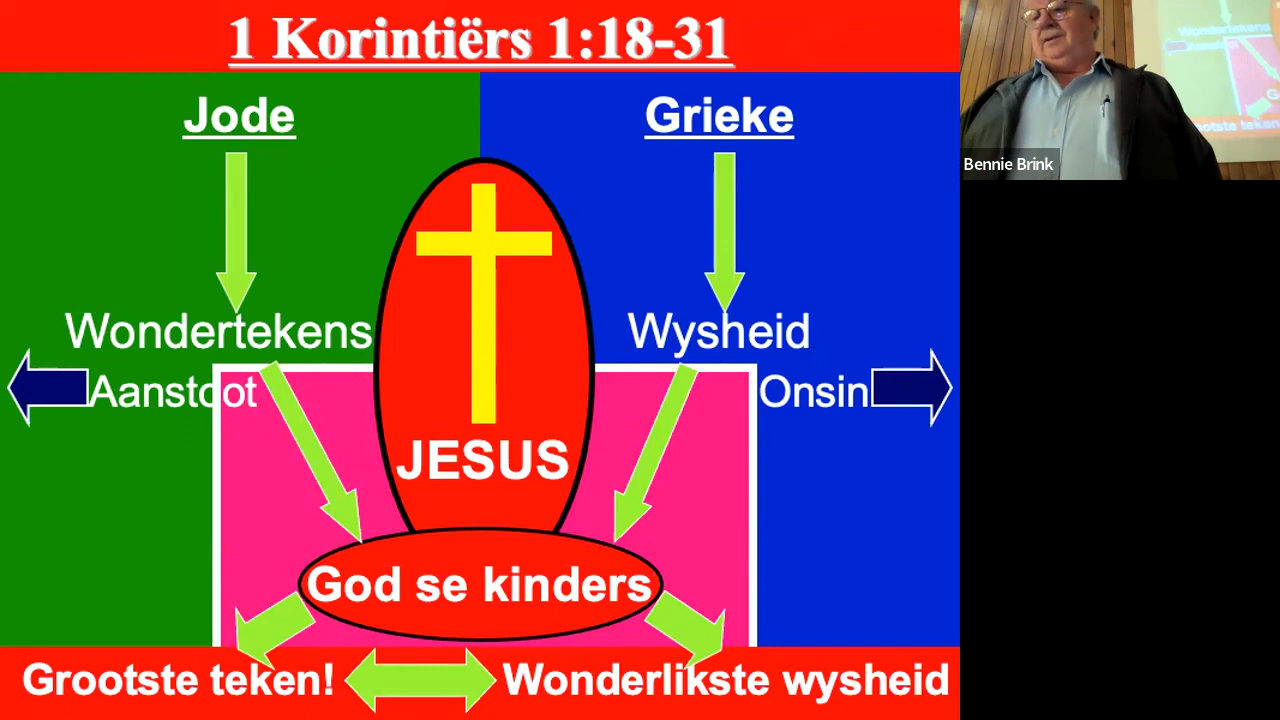 1 Korintiërs 1:18-31
Jode
Grieke
Wondertekens
Wysheid
Aanstoot
Onsin
JESUS
God se kinders
Grootste teken!
Wonderlikste wysheid
Bennie Brink
Wondertekens